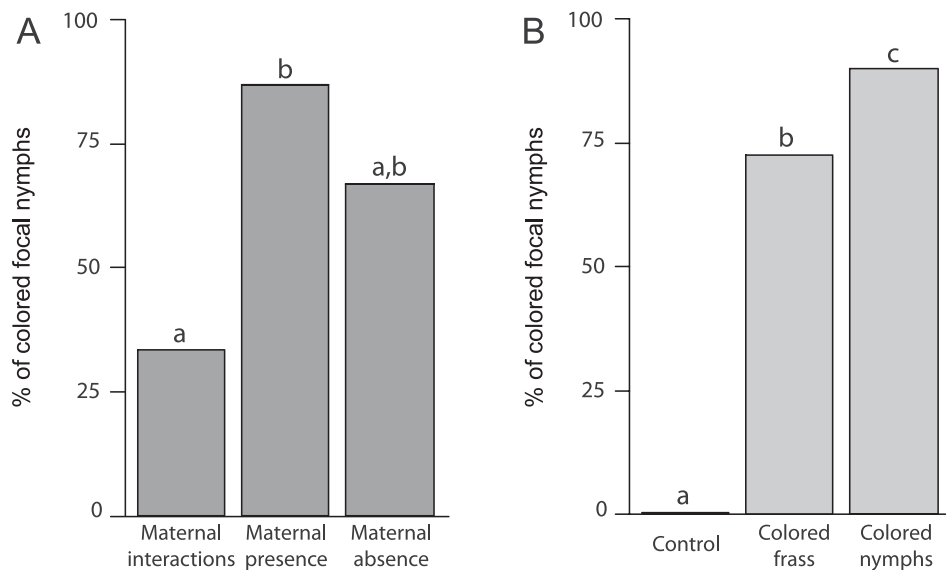 A
% of colored focal nymphs
100
75
50
25
0
a
b
a,b
Maternal
interactions
Maternal
presence
Maternal
absence
B
% of colored focal nymphs
100
75
50
25
0
a
b
c
Control
Colored
frass
Colored
nymphs